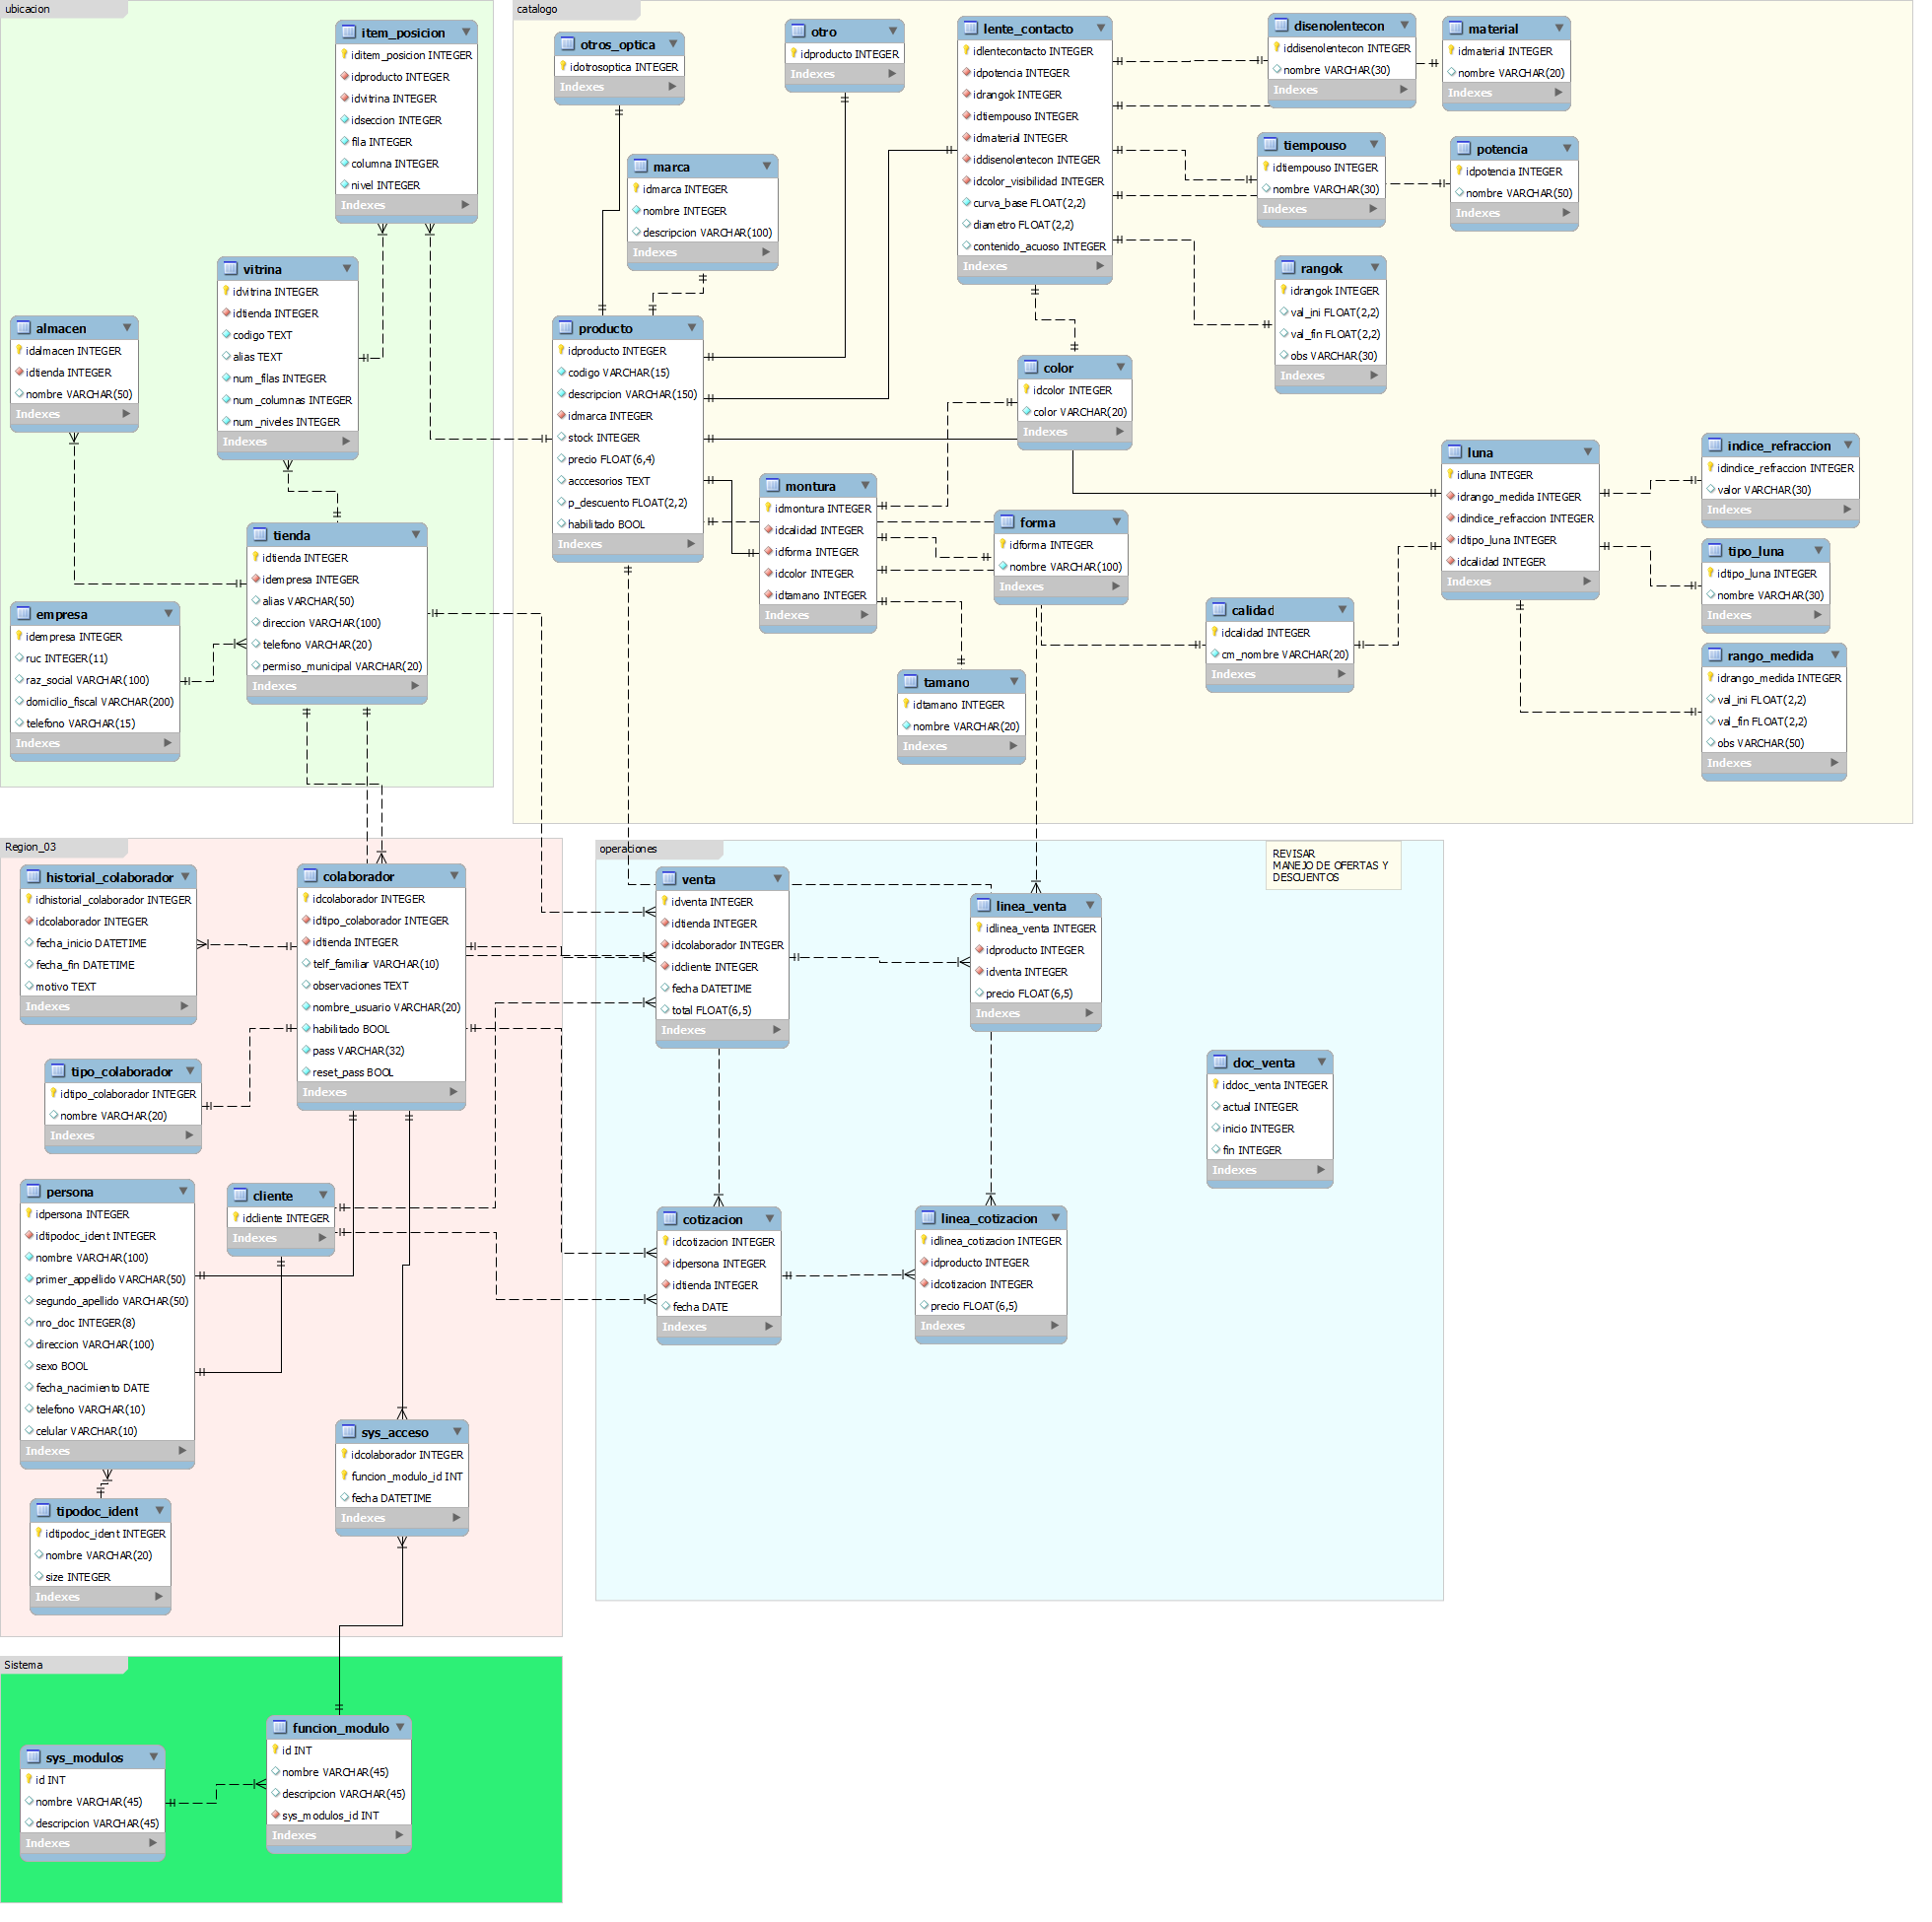 ubicacion
item_posicion
iditem_posicion INTEGER
idproducto INTEGER
idvitrina INTEGER
idseccion INTEGER
fila INTEGER
columna INTEGER
nivel INTEGER
Indexes
vitrina
idvitrina INTEGER
idtienda INTEGER
codigo TEXT
alias TEXT
num_filas INTEGER
num_columnas INTEGER
num_niveles INTEGER
Indexes
almacen
idalmacen INTEGER
idtienda INTEGER
nombre VARCHAR(50)
Indexes
tienda
idtienda INTEGER
idempresa INTEGER
alias VARCHAR(50)
direccion VARCHAR(100)
telefono VARCHAR(20)
permiso_municipal VARCHAR(20)
Indexes
empresa
idempresa INTEGER
ruc INTEGER(11)
raz_social VARCHAR(100)
domicilio_fiscal VARCHAR(200)
telefono VARCHAR(15)
Indexes
catalogo
otros_optica
idotrosoptica INTEGER
Indexes
otro
idproducto INTEGER
Indexes
marca
idmarca INTEGER
nombre INTEGER
descripcion VARCHAR(100)
Indexes
lente_contacto
idlentecontacto INTEGER
idpotencia INTEGER
idrangok INTEGER
idtiempouso INTEGER
idmaterial INTEGER
iddisenolentecon INTEGER
idcolor_visibilidad INTEGER
curva_base FLOAT(2,2)
diametro FLOAT(2,2)
contenido_acuoso INTEGER
Indexes
disenolentecon
iddisenolentecon INTEGER
nombre VARCHAR(30)
Indexes
material
idmaterial INTEGER
nombre VARCHAR(20)
Indexes
tiempouso
idtiempouso INTEGER
nombre VARCHAR(30)
Indexes
potencia
idpotencia INTEGER
nombre VARCHAR(50)
Indexes
rangok
idrangok INTEGER
val_ini FLOAT(2,2)
val_fin FLOAT(2,2)
obs VARCHAR(30)
Indexes
producto
idproducto INTEGER
codigo VARCHAR(15)
descripcion VARCHAR(150)
idmarca INTEGER
stock INTEGER
precio FLOAT(6,4)
acccesorios TEXT
p_descuento FLOAT(2,2)
habilitado BOOL
Indexes
color
idcolor INTEGER
color VARCHAR(20)
Indexes
montura
idmontura INTEGER
idcalidad INTEGER
idforma INTEGER
idcolor INTEGER
idtamano INTEGER
Indexes
forma
idforma INTEGER
nombre VARCHAR(100)
Indexes
luna
idluna INTEGER
idrango_medida INTEGER
idindice_refraccion INTEGER
idtipo_luna INTEGER
idcalidad INTEGER
Indexes
indice_refraccion
idindice_refraccion INTEGER
valor VARCHAR(30)
Indexes
tipo_luna
idtipo_luna INTEGER
nombre VARCHAR(30)
Indexes
calidad
idcalidad INTEGER
cm_nombre VARCHAR(20)
Indexes
rango_medida
idrango_medida INTEGER
val_ini FLOAT(2,2)
val_fin FLOAT(2,2)
obs VARCHAR(50)
Indexes
tamano
idtamano INTEGER
nombre VARCHAR(20)
Indexes
Region_03
historial_colaborador
idhistorial_colaborador INTEGER
idcolaborador INTEGER
fecha_inicio DATETIME
fecha_fin DATETIME
motivo TEXT
Indexes
colaborador
idcolaborador INTEGER
idtipo_colaborador INTEGER
idtienda INTEGER
telf_familiar VARCHAR(10)
observaciones TEXT
nombre_usuario VARCHAR(20)
habilitado BOOL
pass VARCHAR(32)
reset_pass BOOL
Indexes
tipo_colaborador
idtipo_colaborador INTEGER
nombre VARCHAR(20)
Indexes
persona
idpersona INTEGER
idtipodoc_ident INTEGER
nombre VARCHAR(100)
primer_appellido VARCHAR(50)
segundo_apellido VARCHAR(50)
nro_doc INTEGER(8)
direccion VARCHAR(100)
sexo BOOL
fecha_nacimiento DATE
telefono VARCHAR(10)
celular VARCHAR(10)
Indexes
cliente
idcliente INTEGER
Indexes
sys_acceso
idcolaborador INTEGER
funcion_modulo_id INT
fecha DATETIME
Indexes
tipodoc_ident
idtipodoc_ident INTEGER
nombre VARCHAR(20)
size INTEGER
Indexes
operaciones
REVISAR
MANEJO DE OFERTAS Y
DESCUENTOS
venta
idventa INTEGER
idtienda INTEGER
idcolaborador INTEGER
idcliente INTEGER
fecha DATETIME
total FLOAT(6,5)
Indexes
linea_venta
idlinea_venta INTEGER
idproducto INTEGER
idventa INTEGER
precio FLOAT(6,5)
Indexes
doc_venta
iddoc_venta INTEGER
actual INTEGER
inicio INTEGER
fin INTEGER
Indexes
cotizacion
idcotizacion INTEGER
idpersona INTEGER
idtienda INTEGER
fecha DATE
Indexes
linea_cotizacion
idlinea_cotizacion INTEGER
idproducto INTEGER
idcotizacion INTEGER
precio FLOAT(6,5)
Indexes
Sistema
sys_modulos
id INT
nombre VARCHAR(45)
descripcion VARCHAR(45)
Indexes
funcion_modulo
id INT
nombre VARCHAR(45)
descripcion VARCHAR(45)
sys_modulos_id INT
Indexes